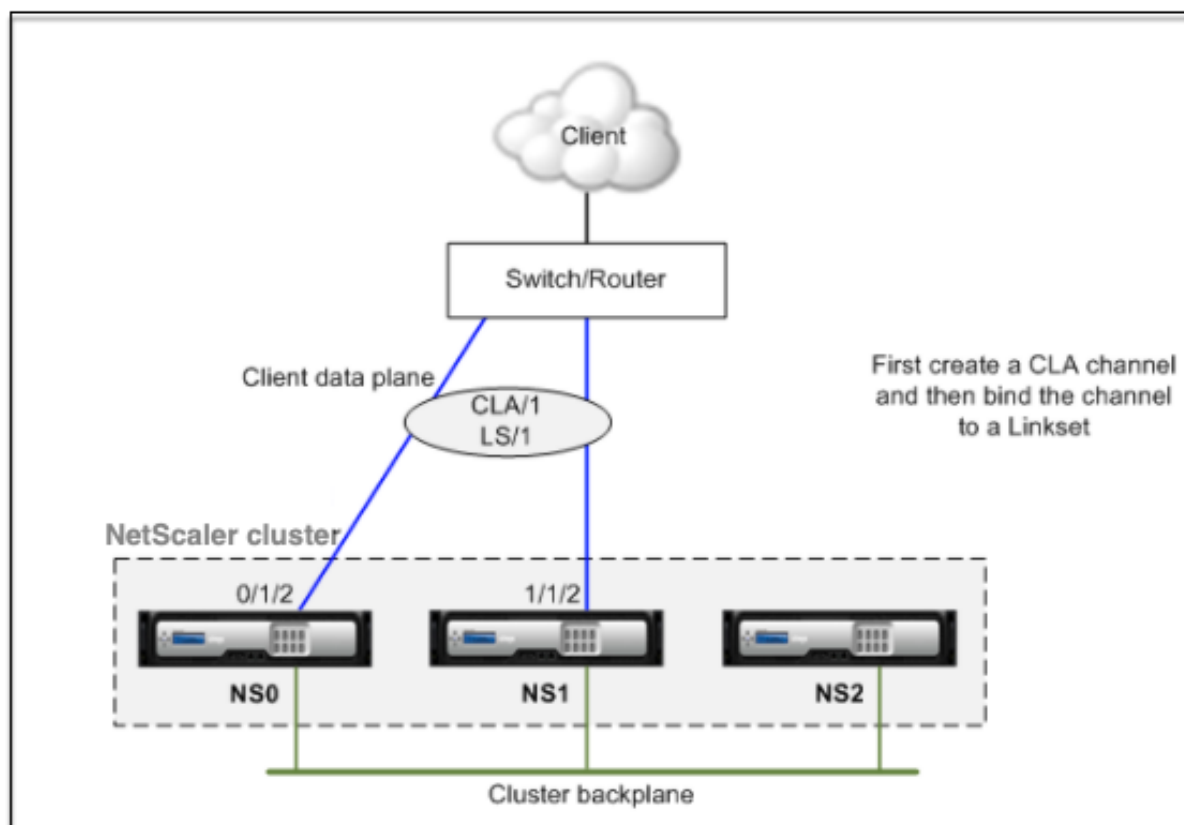 Client
Switch/Router
Client data plane
CLA/1
LS/1
First create a CLA channel
and then bind the channel
to a Linkset
NetScaler cluster
0/1/2
1/1/2
NS0
NS1
NS2
Cluster backplane